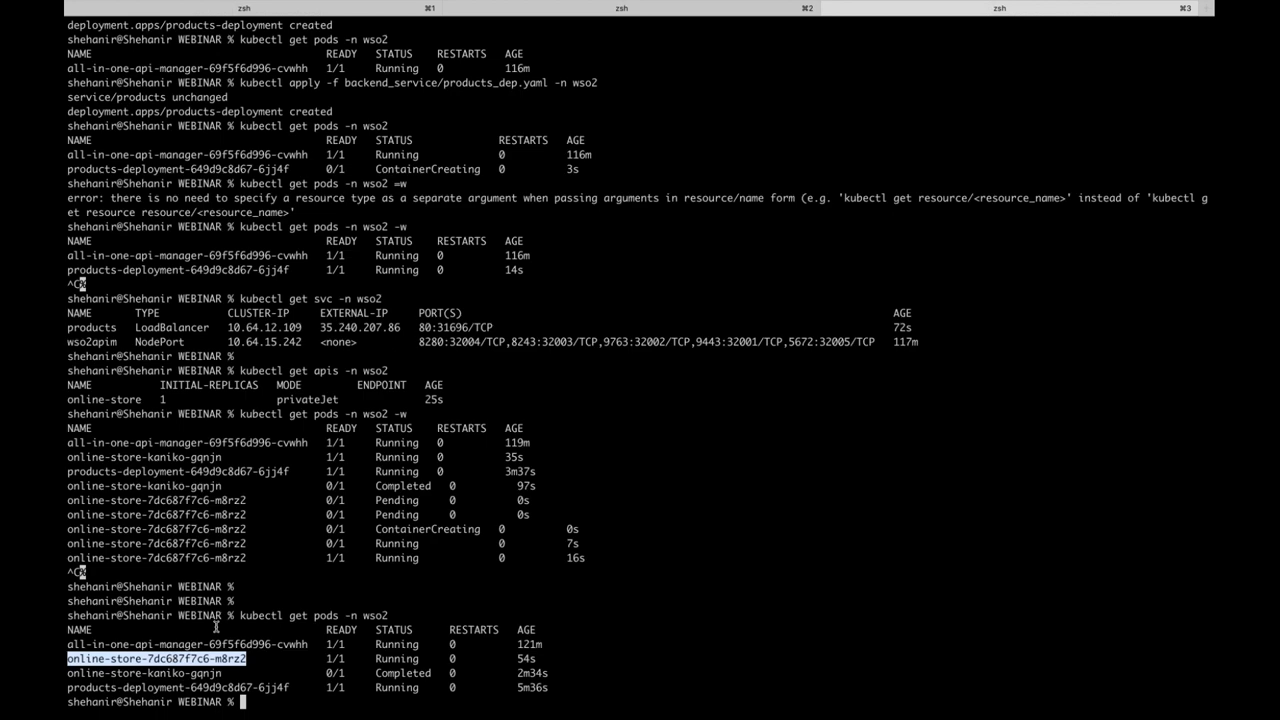 zsh ⌘1 zsh ⌘2 zsh ⌘3
deployment.apps/products-deployment created
shehanir@Shehanir WEBINAR % kubectl get pods -n wso2
NAME READY STATUS RESTARTS AGE
all-in-one-api-manager-69f5f6d996-cvwhh 1/1 Running 0 116m
shehanir@Shehanir WEBINAR % kubectl apply -f backend_service/products_dep.yaml -n wso2
service/products unchanged
deployment.apps/products-deployment created
shehanir@Shehanir WEBINAR % kubectl get pods -n wso2
NAME READY STATUS RESTARTS AGE
all-in-one-api-manager-69f5f6d996-cvwhh 1/1 Running 0 116m
products-deployment-649d9c8d67-6jj4f 0/1 ContainerCreating 0 3s
shehanir@Shehanir WEBINAR % kubectl get pods -n wso2 =w
error: there is no need to specify a resource type as a separate argument when passing arguments in resource/name form (e.g. 'kubectl get resource/<resource_name>' instead of 'kubectl g
et resource resource/<resource_name>'
shehanir@Shehanir WEBINAR % kubectl get pods -n wso2 -w
NAME READY STATUS RESTARTS AGE
all-in-one-api-manager-69f5f6d996-cvwhh 1/1 Running 0 116m
products-deployment-649d9c8d67-6jj4f 1/1 Running 0 14s
^C%
shehanir@Shehanir WEBINAR % kubectl get svc -n wso2
NAME TYPE CLUSTER-IP EXTERNAL-IP PORT(S) AGE
products LoadBalancer 10.64.12.109 35.240.207.86 80:31696/TCP 72s
wso2apim NodePort 10.64.15.242 <none> 8280:32004/TCP,8243:32003/TCP,9763:32002/TCP,9443:32001/TCP,5672:32005/TCP 117m
shehanir@Shehanir WEBINAR %
shehanir@Shehanir WEBINAR % kubectl get apis -n wso2
NAME INITIAL-REPLICAS MODE ENDPOINT AGE
online-store 1 privateJet 25s
shehanir@Shehanir WEBINAR % kubectl get pods -n wso2 -w
NAME READY STATUS RESTARTS AGE
all-in-one-api-manager-69f5f6d996-cvwhh 1/1 Running 0 119m
online-store-kaniko-gqnjn 1/1 Running 0 35s
products-deployment-649d9c8d67-6jj4f 1/1 Running 0 3m37s
online-store-kaniko-gqnjn 0/1 Completed 0 97s
online-store-7dc687f7c6-m8rz2 0/1 Pending 0 0s
online-store-7dc687f7c6-m8rz2 0/1 Pending 0 0s
online-store-7dc687f7c6-m8rz2 0/1 ContainerCreating 0 0s
online-store-7dc687f7c6-m8rz2 0/1 Running 0 7s
online-store-7dc687f7c6-m8rz2 1/1 Running 0 16s
^C%
shehanir@Shehanir WEBINAR %
shehanir@Shehanir WEBINAR %
shehanir@Shehanir WEBINAR % kubectl get pods -n wso2
NAME READY STATUS RESTARTS AGE
all-in-one-api-manager-69f5f6d996-cvwhh 1/1 Running 0 121m
online-store-7dc687f7c6-m8rz2 1/1 Running 0 54s
online-store-kaniko-gqnjn 0/1 Completed 0 2m34s
products-deployment-649d9c8d67-6jj4f 1/1 Running 0 5m36s
shehanir@Shehanir WEBINAR %